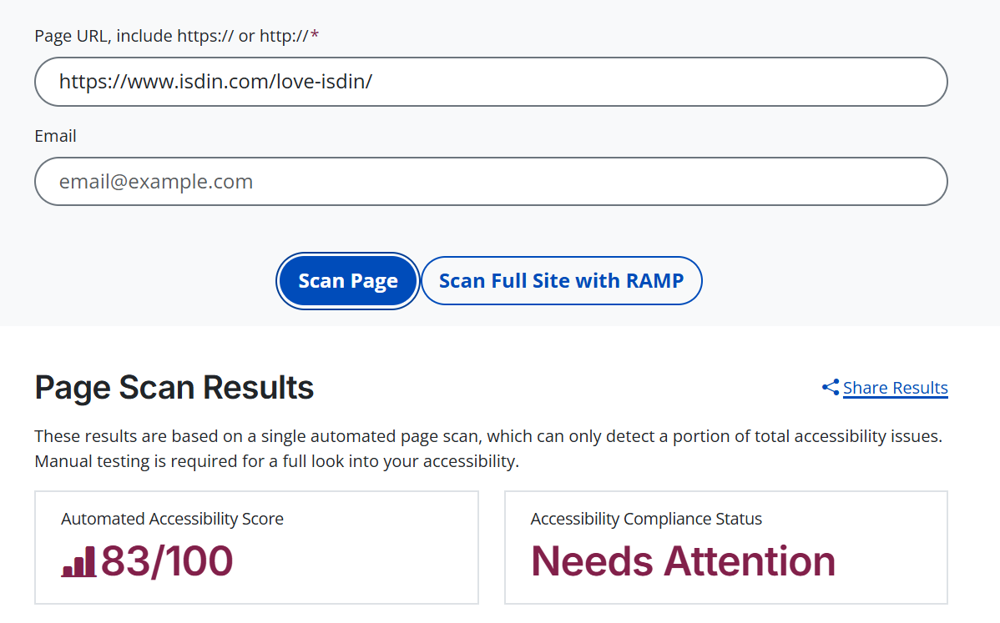 Page URL, include https:// or http://*
https://www.isdin.com/love-isdin/
Email
email@example.com
Scan Page
Scan Full Site with RAMP
Page Scan Results
Share Results
These results are based on a single automated page scan, which can only detect a portion of total accessibility issues.
Manual testing is required for a full look into your accessibility.
Automated Accessibility Score
83/100
Accessibility Compliance Status
Needs Attention